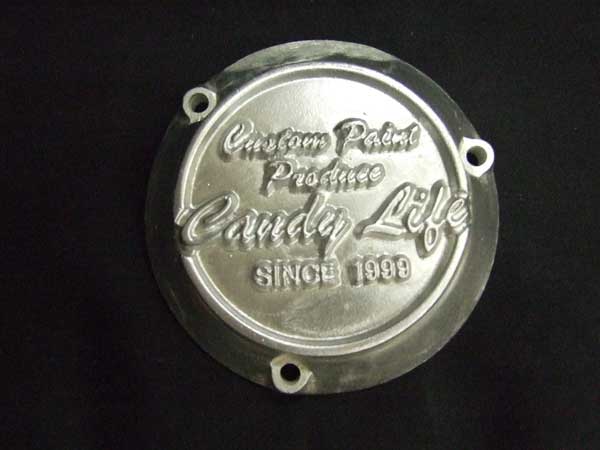 Custom Paint
Produce
Candy Life
SINCE 1999